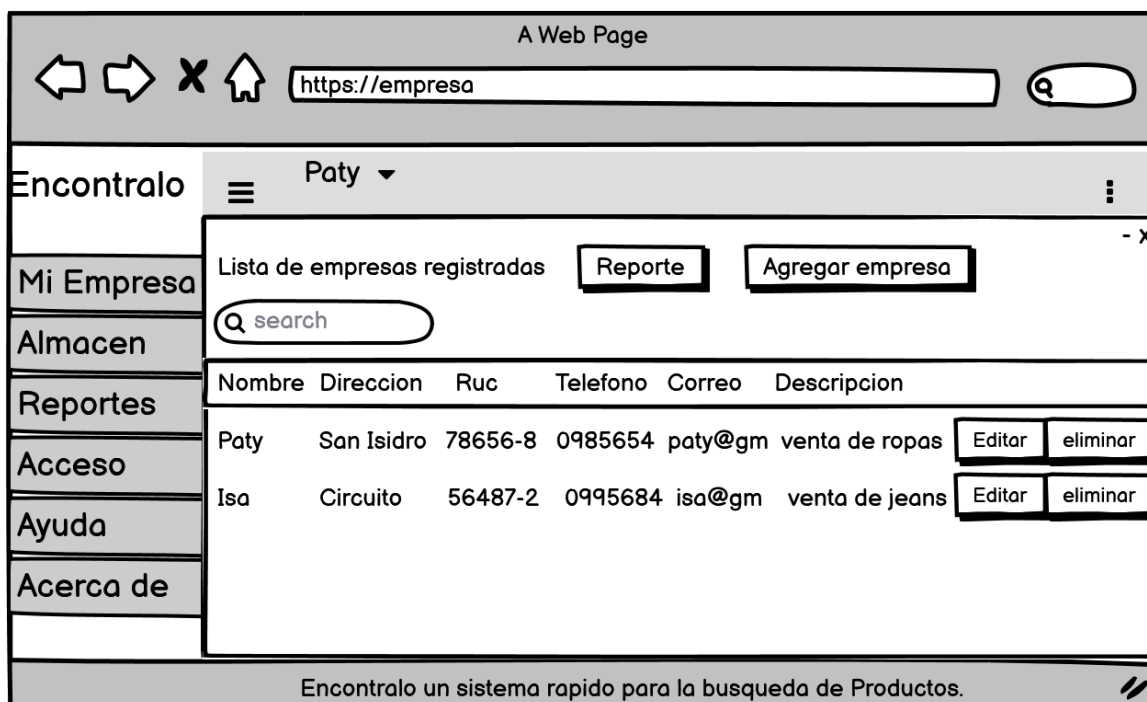 A Web Page
https://empresa
Encontralo
Paty
- x
Mi Empresa
Almacen
Reportes
Acceso
Ayuda
Acerca de
Lista de empresas registradas Reporte Agregar empresa
search
Nombre Direccion Ruc Telefono Correo Descripcion
Paty San Isidro 78656-8 0985654 paty@gm venta de ropas Editar eliminar
Isa Circuito 56487-2 0995684 isa@gm venta de jeans Editar eliminar
Encontralo un sistema rapido para la busqueda de Productos.